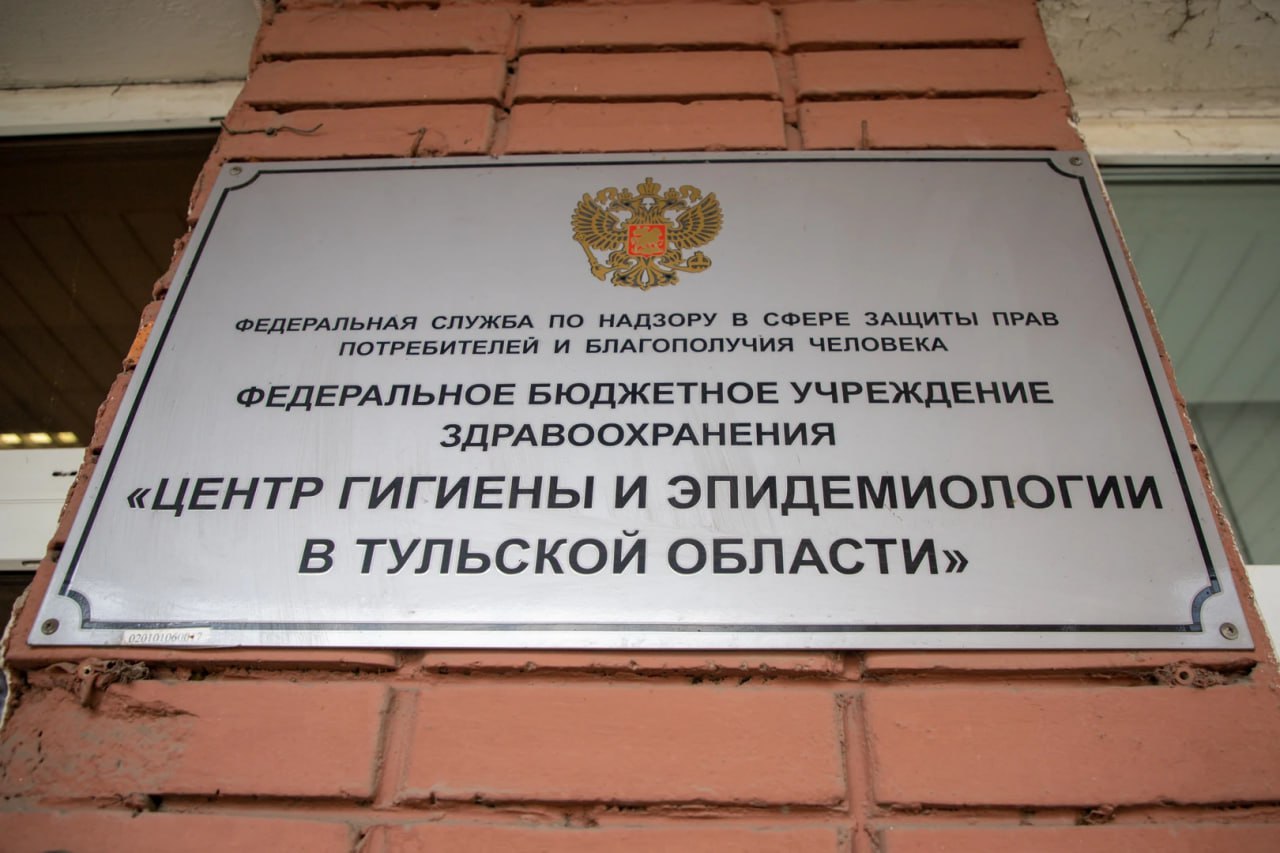 ФЕДЕРАЛЬНАЯ СЛУЖБА ПО НАДЗОРУ В СФЕРЕ ЗАЩИТЫ ПРАВ
ПОТРЕБИТЕЛЕЙ И БЛАГОПОЛУЧИЯ ЧЕЛОВЕКА
ФЕДЕРАЛЬНОЕ БЮДЖЕТНОЕ УЧРЕЖДЕНИЕ
ЗДРАВООХРАНЕНИЯ
«ЦЕНТР ГИГИЕНЫ И ЭПИДЕМИОЛОГИИ
В ТУЛЬСКОЙ ОБЛАСТИ»